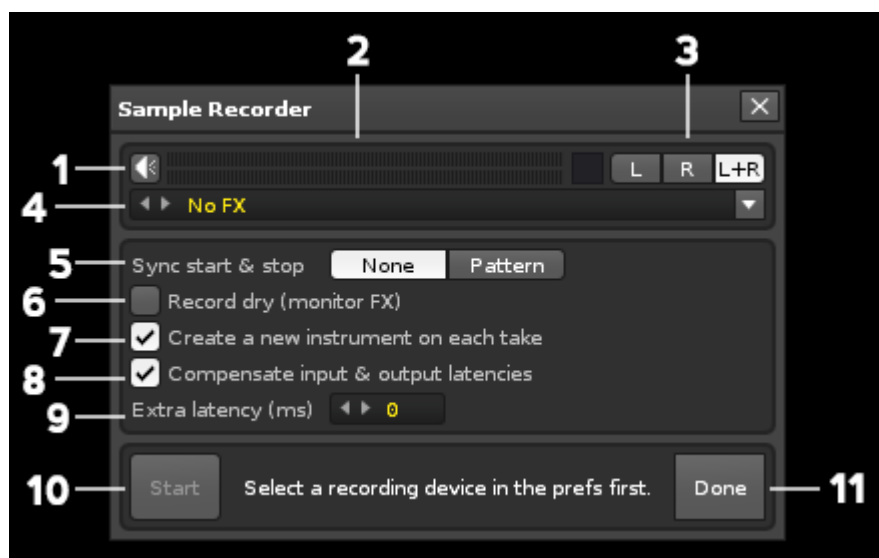 2 3
Sample Recorder
1 L R L+R
4 No FX
5 Sync start & stop None Pattern
6 Record dry (monitor FX)
7 Create a new instrument on each take
8 Compensate input & output latencies
9 Extra latency (ms) 0
10 Start Select a recording device in the prefs first. Done 11